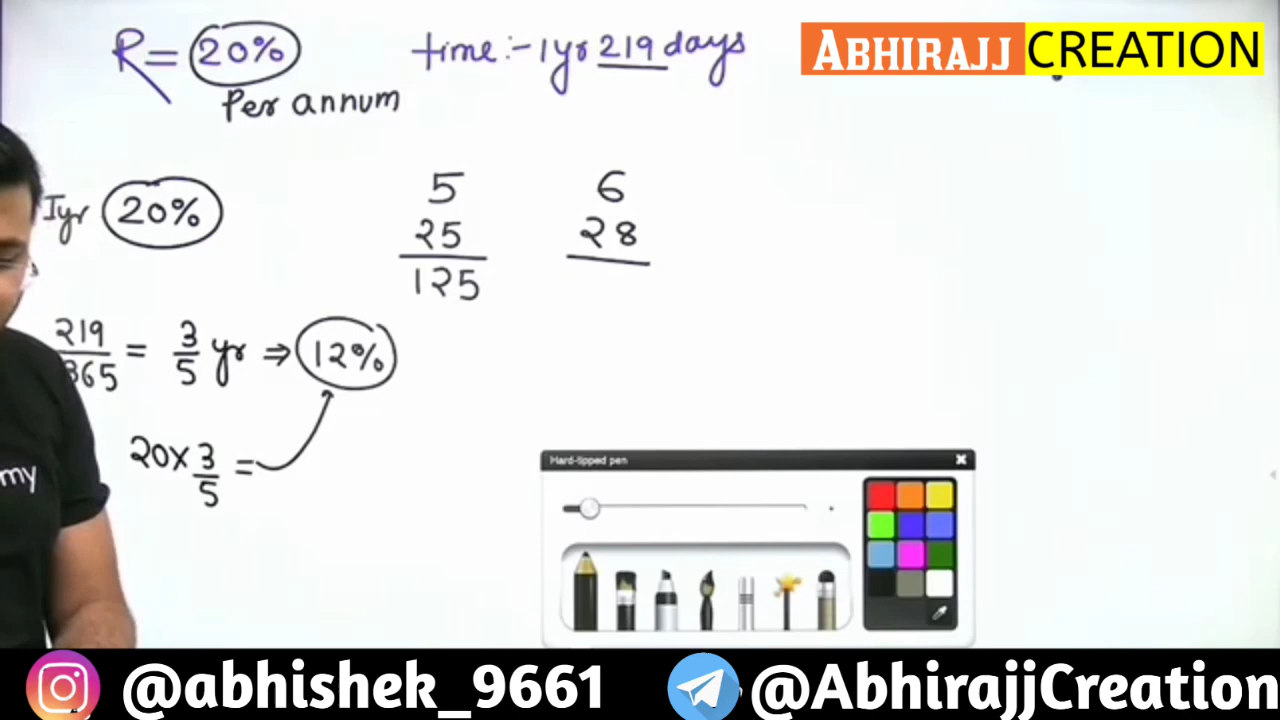 R = 20% time:- 1yr 219 days
Per annum
ABHIRAJJ CREATION
1yr 20%
5 6
25 28
125
219/365 = 3/5 yr ⇒ 12%
20 × 3/5 =
my
Hard-tipped pen
@abhishek_9661 @AbhirajjCreation